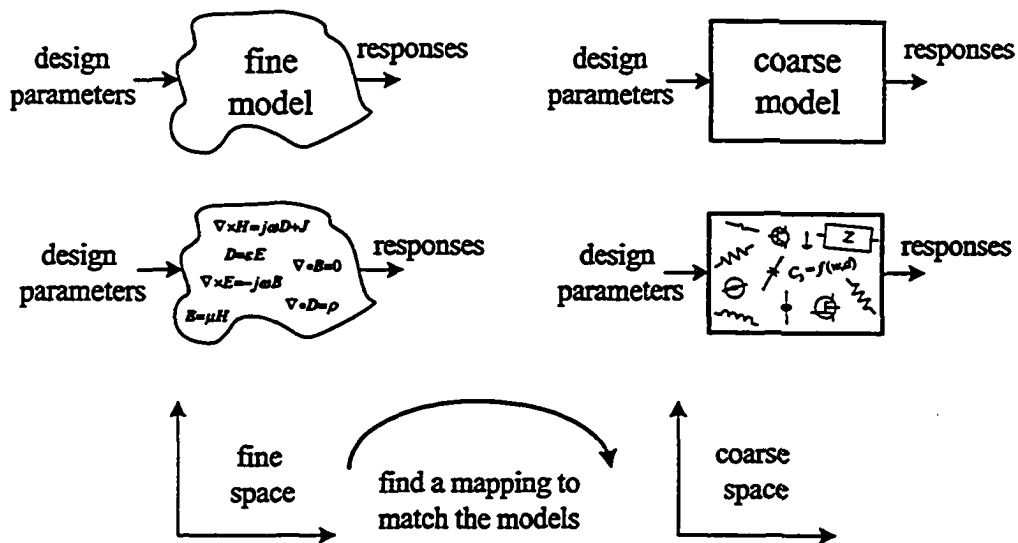 design
parameters
fine
model
responses
design
parameters
coarse
model
responses
design
parameters
∇×H=jωD+J
D=εE
∇•B=0
∇×E=-jωB
∇•D=ρ
B=μH
responses
design
parameters
Z
C₃=f(w,d)
responses
fine
space
find a mapping to
match the models
coarse
space